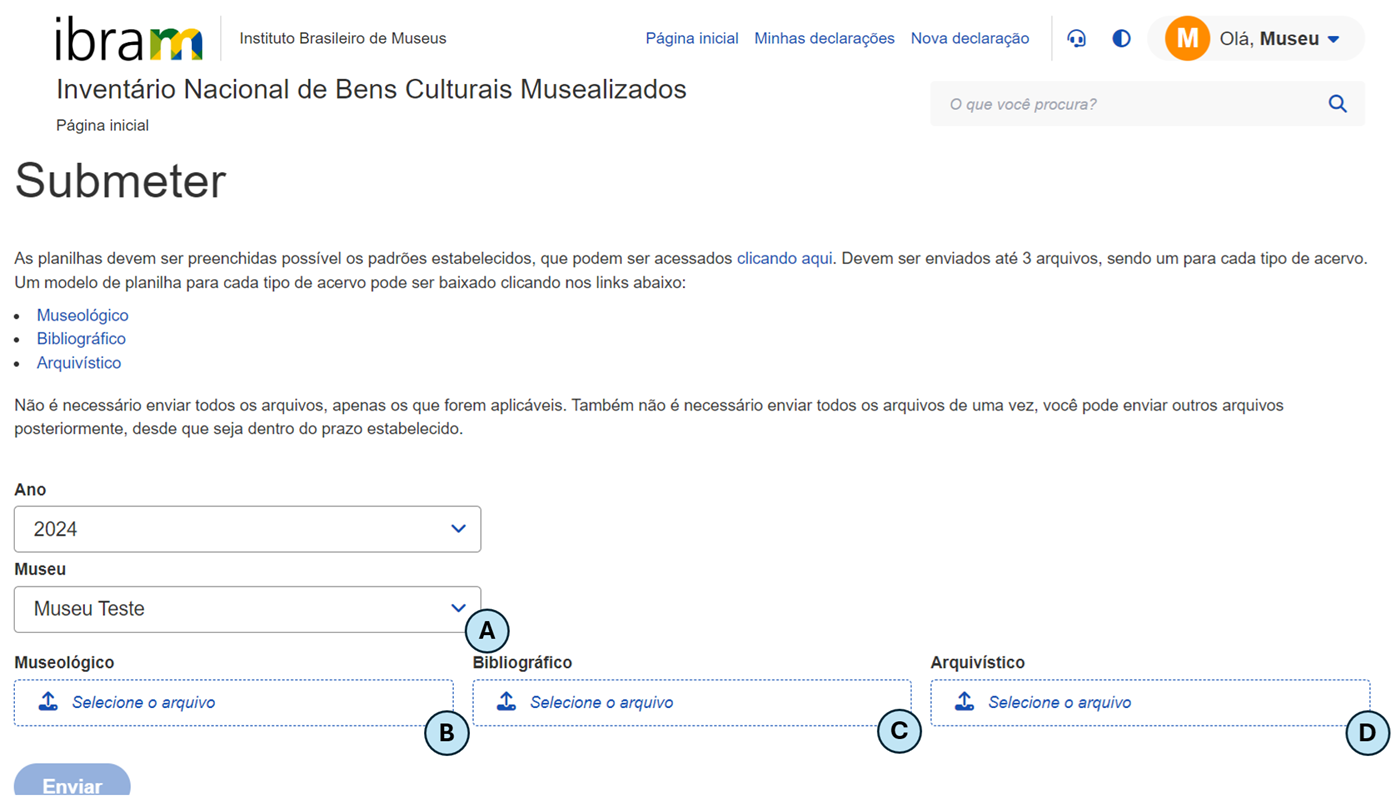 ibram
Instituto Brasileiro de Museus
Página inicial Minhas declarações Nova declaração
M Olá, Museu
Inventário Nacional de Bens Culturais Musealizados
O que você procura?
Página inicial
Submeter
As planilhas devem ser preenchidas possível os padrões estabelecidos, que podem ser acessados clicando aqui. Devem ser enviados até 3 arquivos, sendo um para cada tipo de acervo.
Um modelo de planilha para cada tipo de acervo pode ser baixado clicando nos links abaixo:
• Museológico
• Bibliográfico
• Arquivístico
Não é necessário enviar todos os arquivos, apenas os que forem aplicáveis. Também não é necessário enviar todos os arquivos de uma vez, você pode enviar outros arquivos
posteriormente, desde que seja dentro do prazo estabelecido.
Ano
2024
Museu
Museu Teste
A
Museológico Bibliográfico Arquivístico
Selecione o arquivo Selecione o arquivo Selecione o arquivo
B C D
Enviar